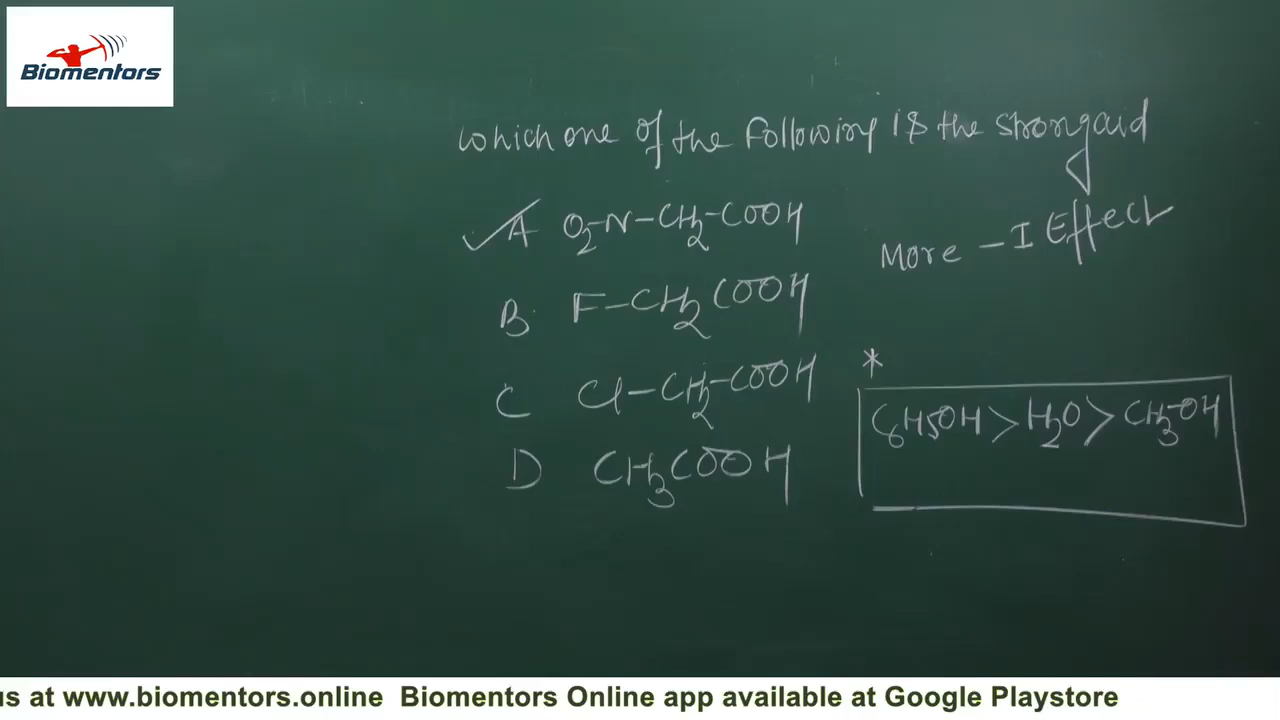 Biomentors
Which one of the following is the strong acid
A O₂N-CH₂-COOH
More -I Effect
B. F-CH₂COOH
C Cl-CH₂-COOH
*
C₆H5OH > H₂O > CH₃-OH
D CH₃COOH
us at www.biomentors.online Biomentors Online app available at Google Playstore